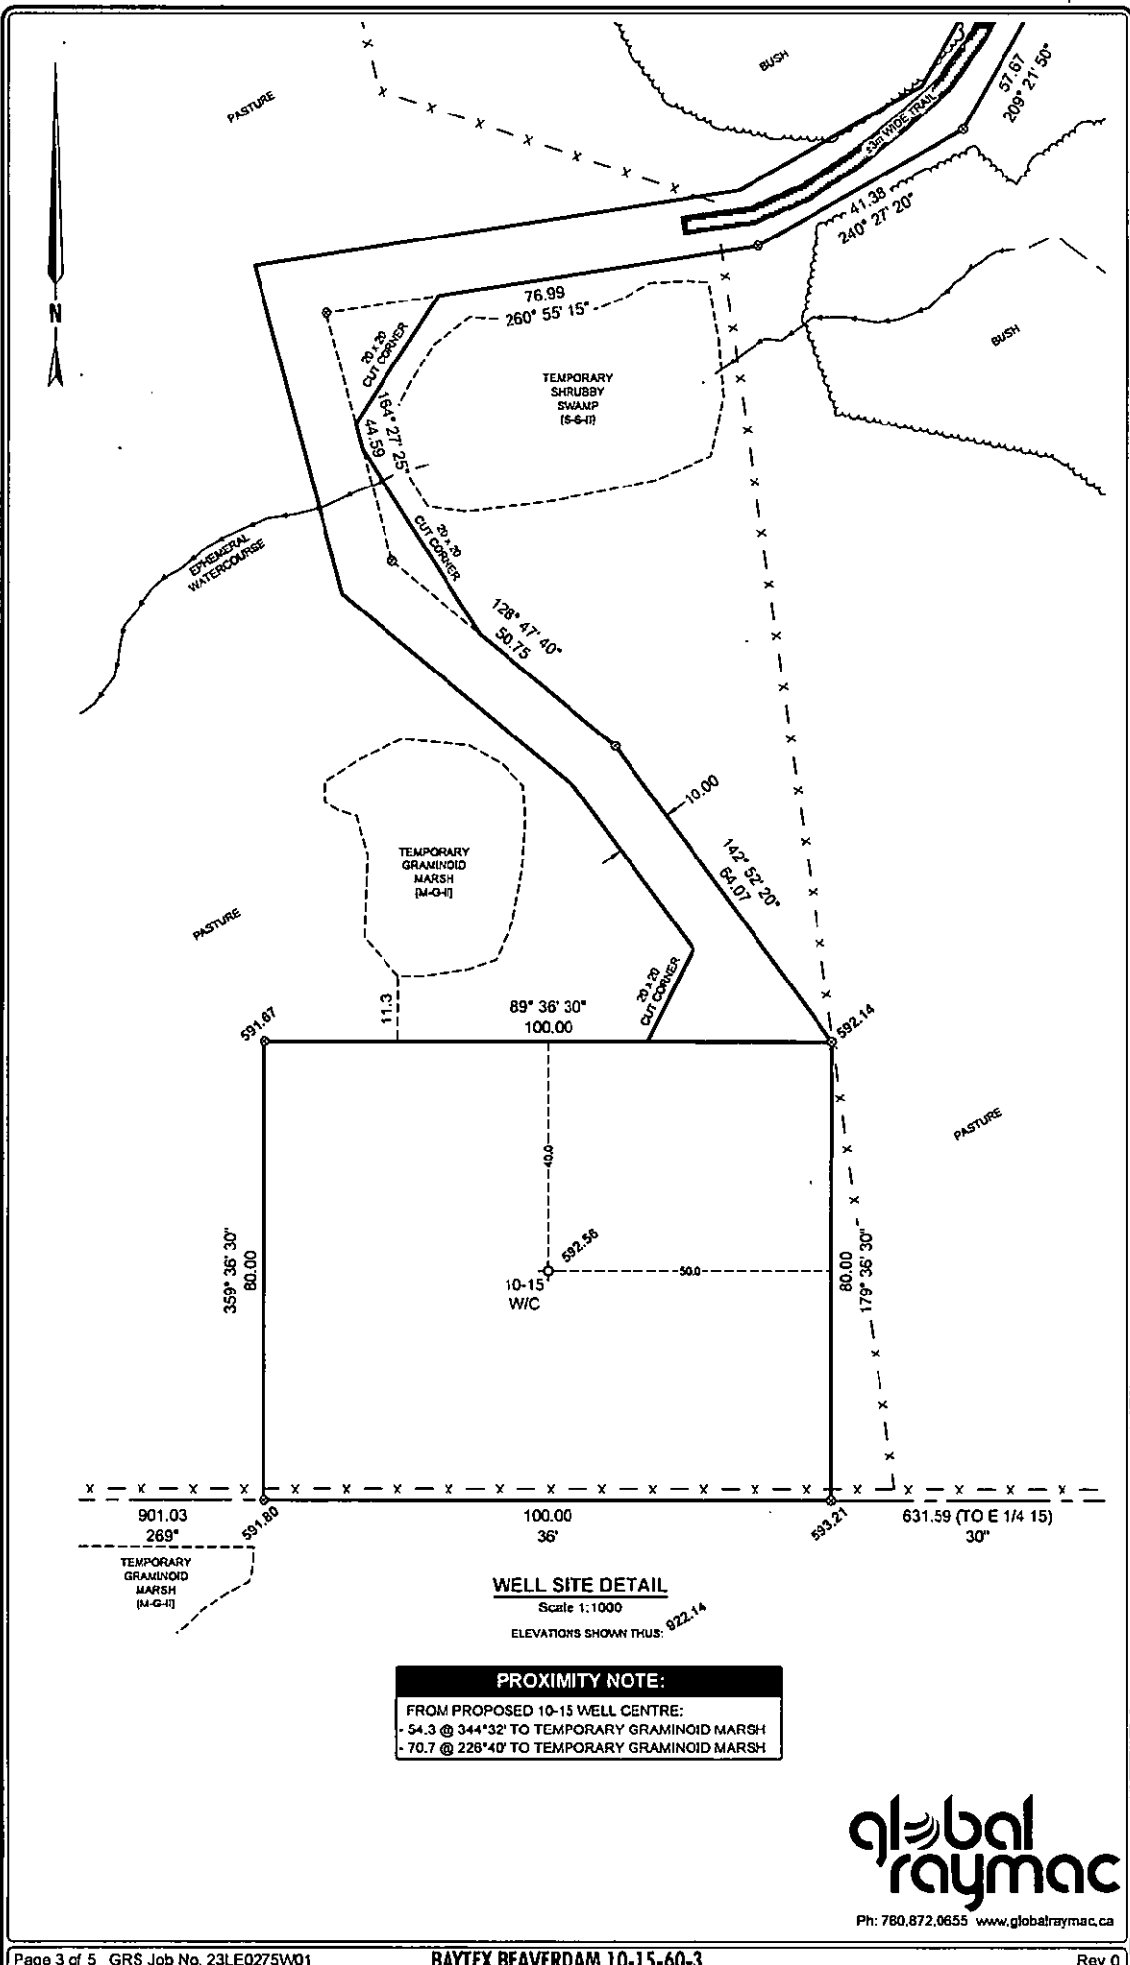 BUSH
57.67
209° 21' 50"
PASTURE
±3m WIDE TRAIL
41.38
240° 27' 20"
N
76.99
260° 55' 15"
20 x 20
CUT CORNER
BUSH
TEMPORARY
SHRUBBY
SWAMP
[S-S-II]
164° 27' 25"
44.59
20 x 20
CUT CORNER
EPHEMERAL
WATERCOURSE
128° 47' 40"
50.75
10.00
142° 52' 20"
64.07
TEMPORARY
GRAMINOID
MARSH
[M-G-II]
PASTURE
20 x 20
CUT CORNER
11.3
89° 36' 30"
100.00
591.67
592.14
PASTURE
40.0
592.56
50.0
10-15
W/C
359° 36' 30"
80.00
80.00
179° 36' 30"
901.03
269°
591.80
100.00
36'
593.21
631.59 (TO E 1/4 15)
30"
TEMPORARY
GRAMINOID
MARSH
[M-G-II]
WELL SITE DETAIL
Scale 1:1000
ELEVATIONS SHOWN THUS: 922.14
PROXIMITY NOTE:
FROM PROPOSED 10-15 WELL CENTRE:
- 54.3 @ 344°32' TO TEMPORARY GRAMINOID MARSH
- 70.7 @ 226°40' TO TEMPORARY GRAMINOID MARSH
global
raymac
Ph: 780.872.0655 www.globalraymac.ca
Page 3 of 5 GRS Job No. 23LE0275W01
BAYTEX BEAVERDAM 10-15-60-3
Rev 0